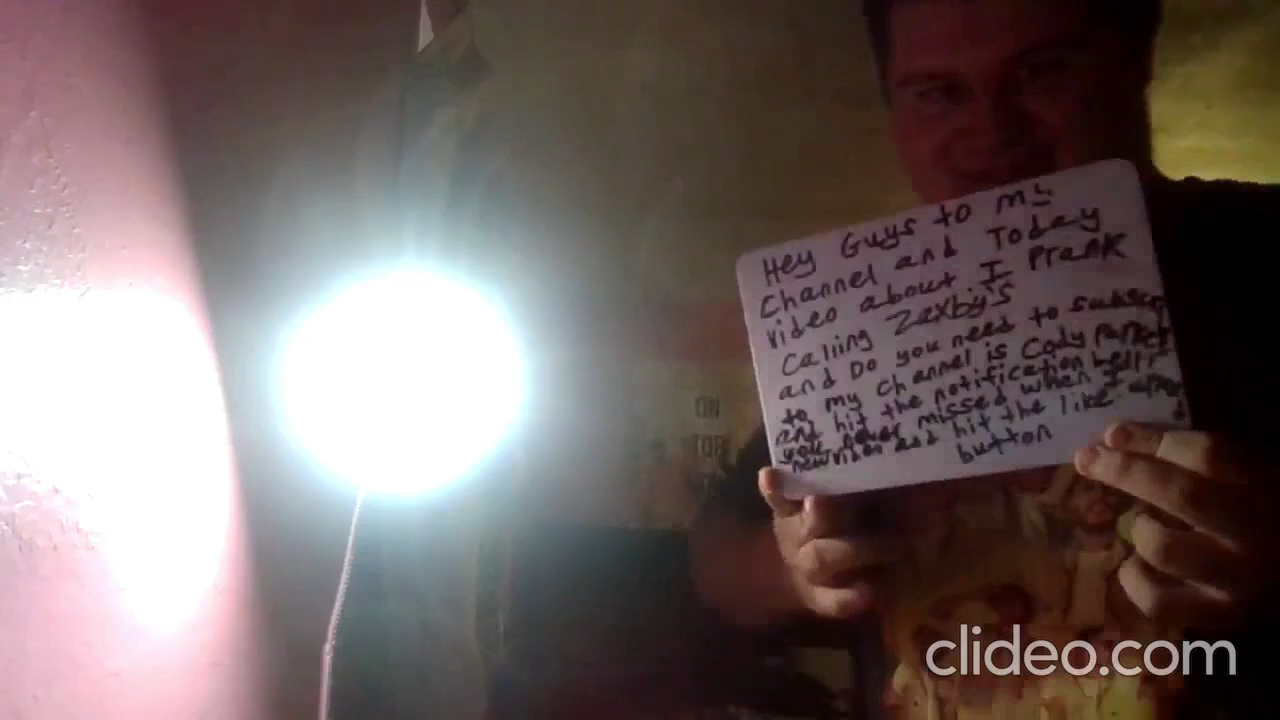 Hey Guys to my
Channel and Today
video about I Prank
Calling Zaxby's
and Do you need to subscr
to my channel is Cody Parker
and hit the notification bell
you never missed when I
new video and hit the like
button
ON
clideo.com